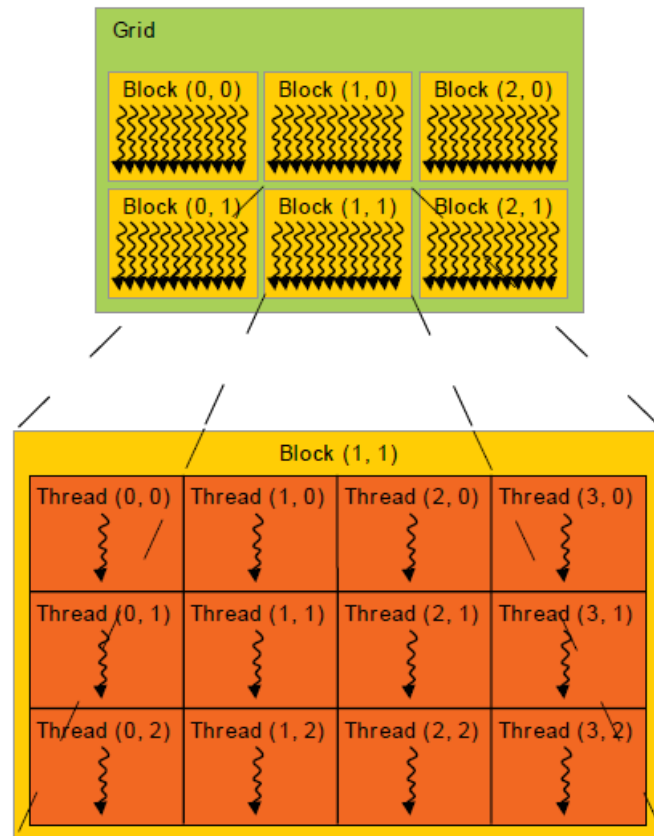 Grid
Block (0, 0) Block (1, 0) Block (2, 0)
Block (0, 1) Block (1, 1) Block (2, 1)
Block (1, 1)
Thread (0, 0) Thread (1, 0) Thread (2, 0) Thread (3, 0)
Thread (0, 1) Thread (1, 1) Thread (2, 1) Thread (3, 1)
Thread (0, 2) Thread (1, 2) Thread (2, 2) Thread (3, 2)